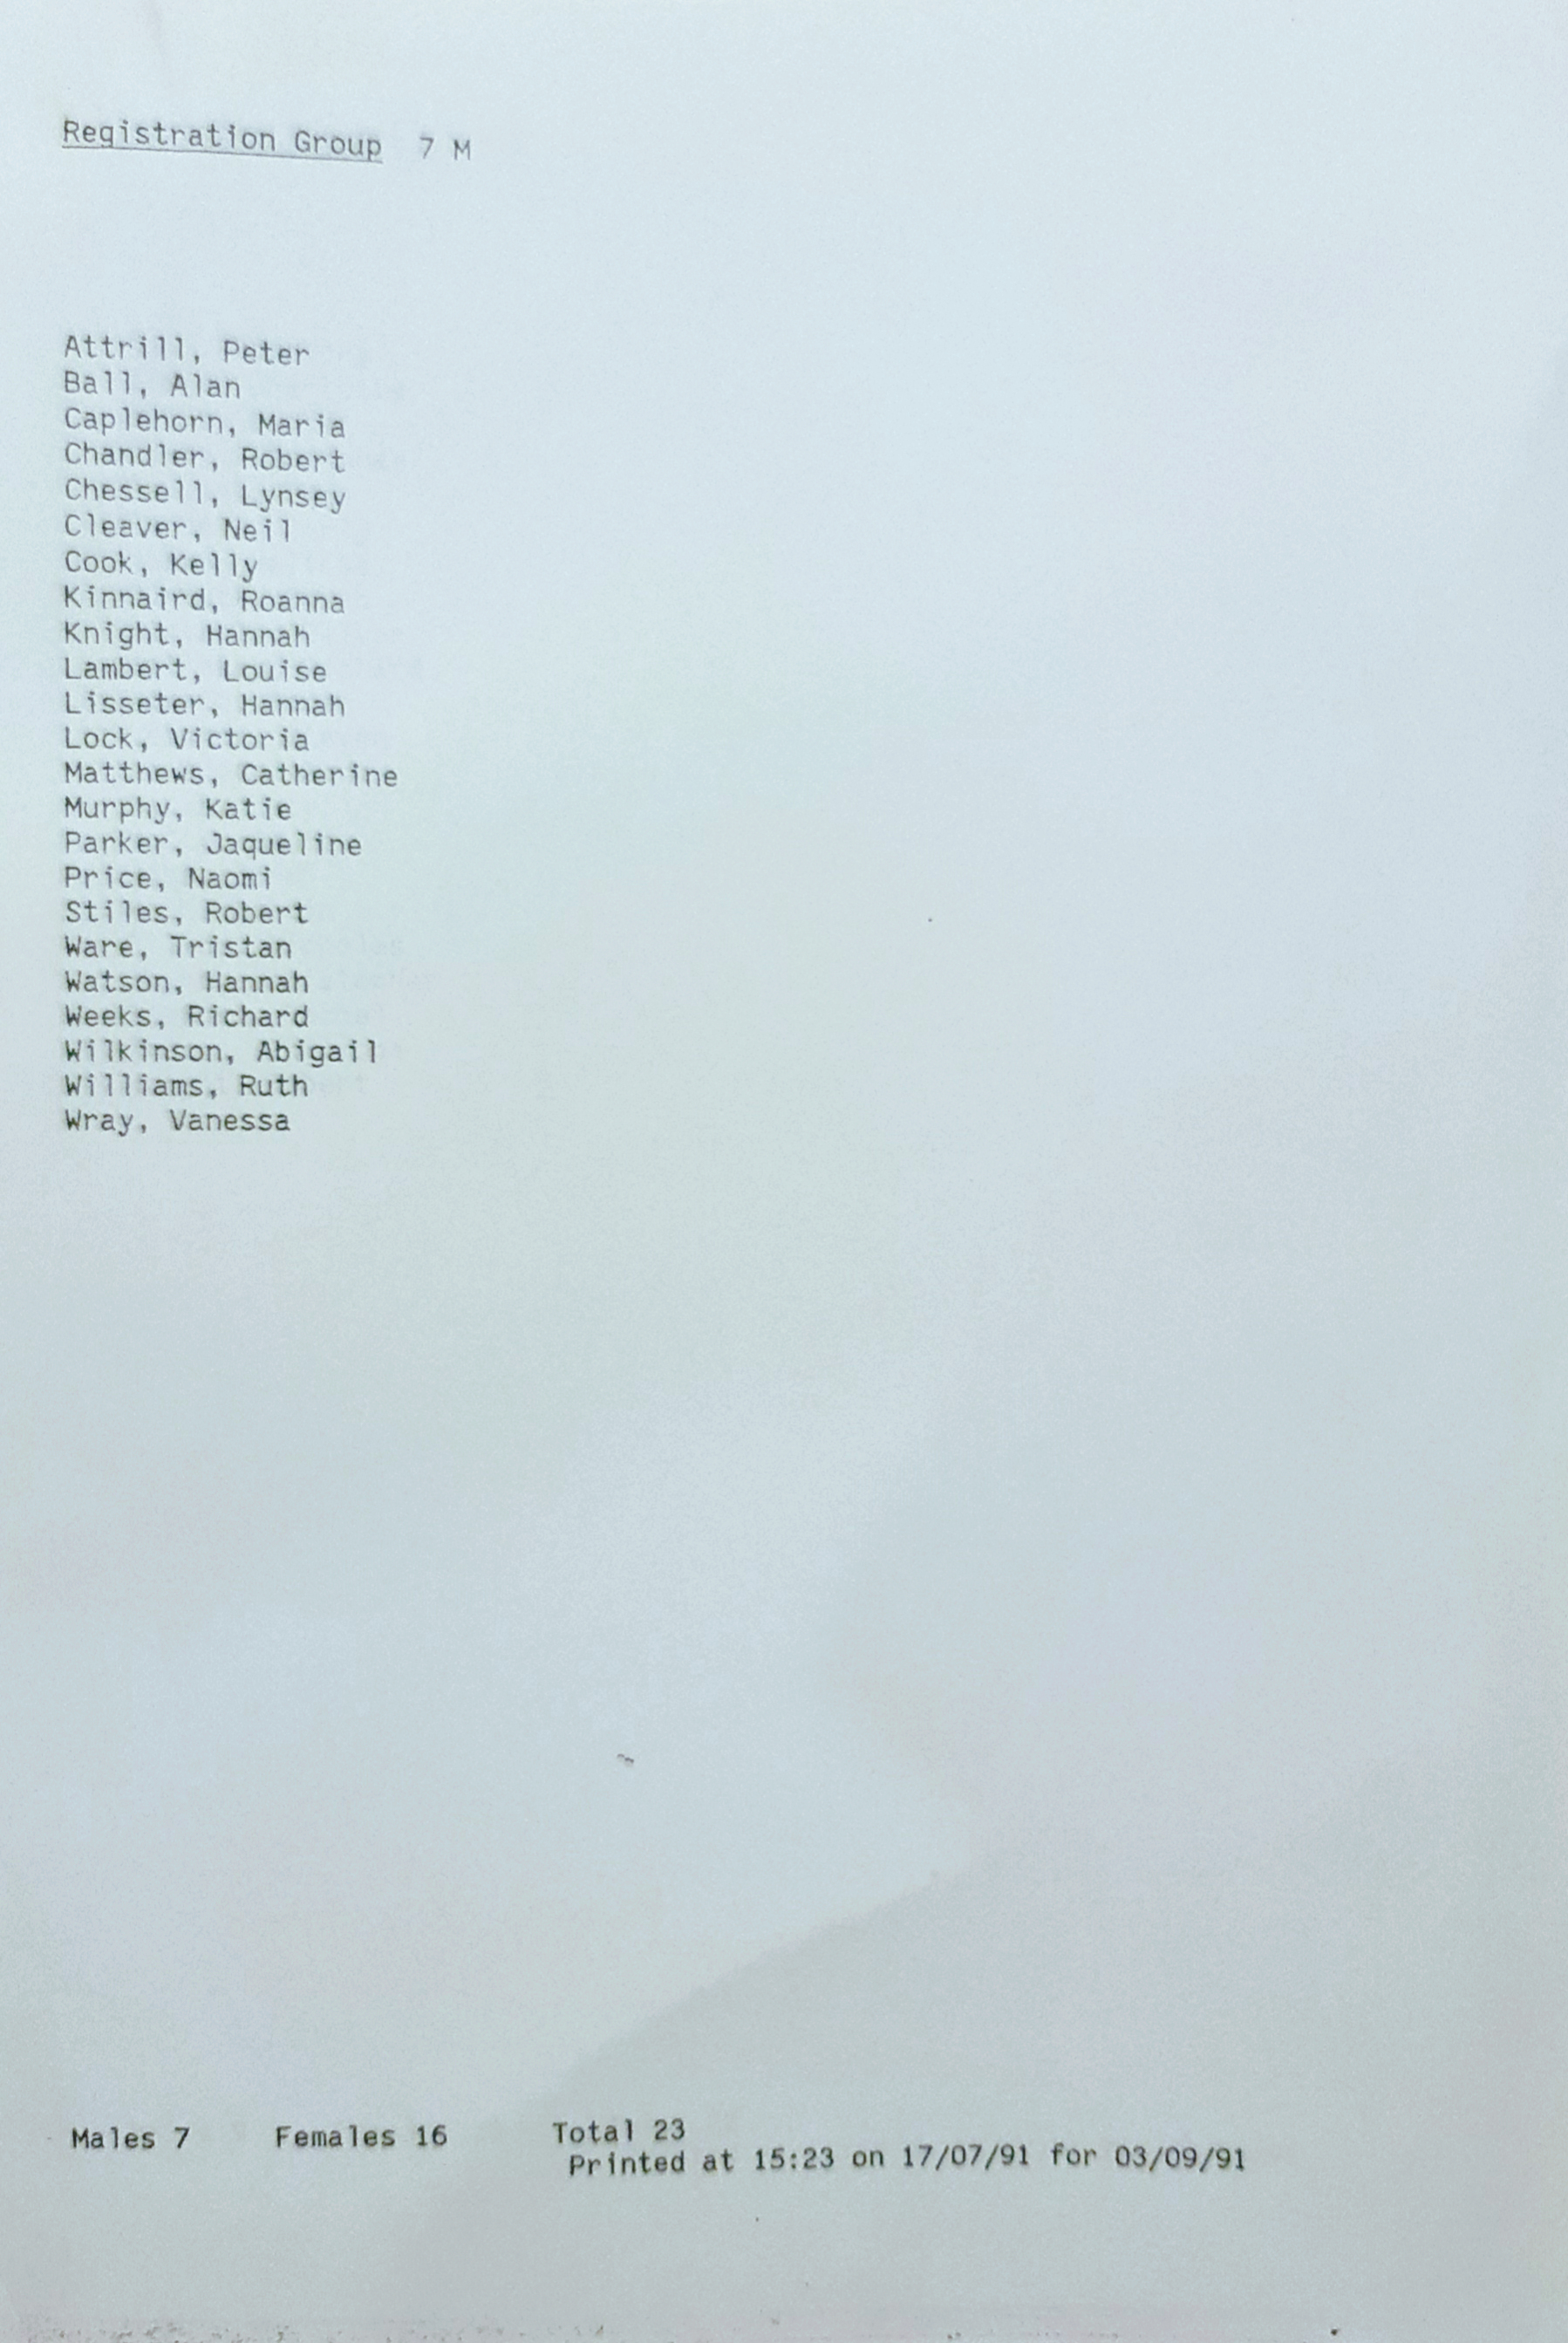 Registration Group 7 M
Attrill, Peter
Ball, Alan
Caplehorn, Maria
Chandler, Robert
Chessell, Lynsey
Cleaver, Neil
Cook, Kelly
Kinnaird, Roanna
Knight, Hannah
Lambert, Louise
Lisseter, Hannah
Lock, Victoria
Matthews, Catherine
Murphy, Katie
Parker, Jaqueline
Price, Naomi
Stiles, Robert
Ware, Tristan
Watson, Hannah
Weeks, Richard
Wilkinson, Abigail
Williams, Ruth
Wray, Vanessa
Males 7 Females 16 Total 23
Printed at 15:23 on 17/07/91 for 03/09/91